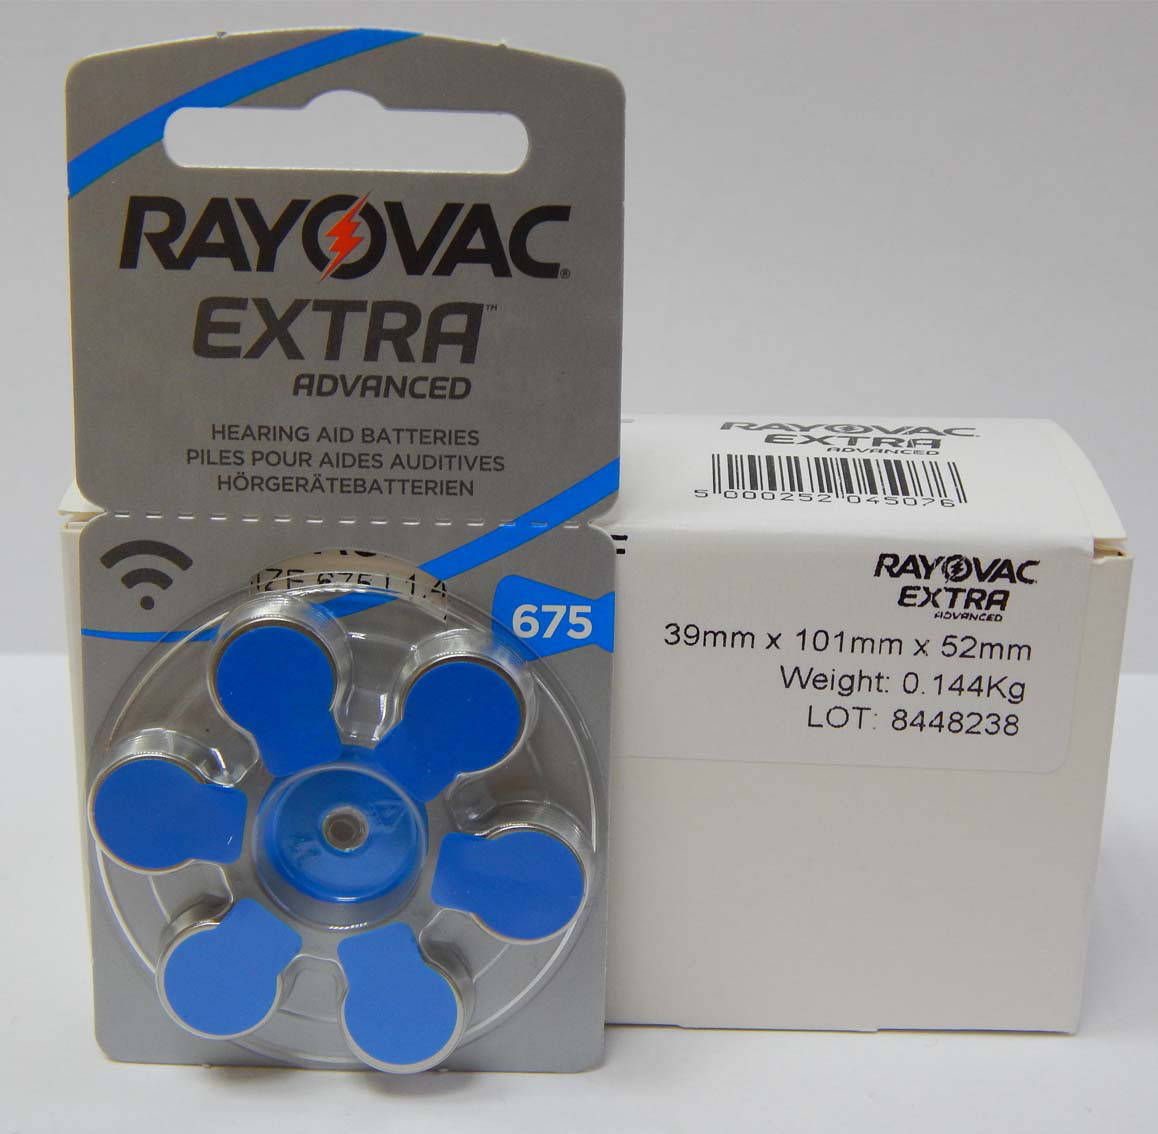 RAYOVAC®
EXTRA™
ADVANCED
HEARING AID BATTERIES
PILES POUR AIDES AUDITIVES
HÖRGERÄTEBATTERIEN
675
RAYOVAC
EXTRA
ADVANCED
5 000252 045076
RAYOVAC
EXTRA
ADVANCED
39mm x 101mm x 52mm
Weight: 0.144Kg
LOT: 8448238